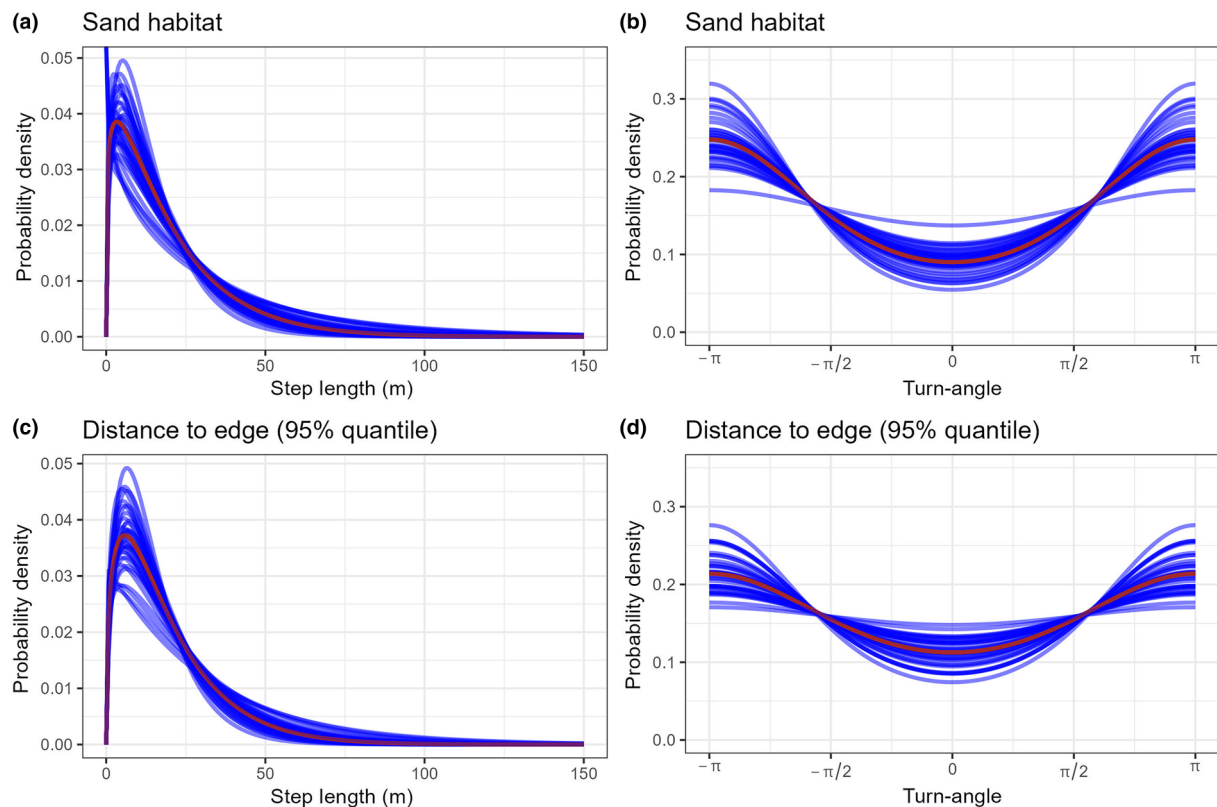 (a) Sand habitat
0.05
0.04
0.03
0.02
0.01
0.00
Probability density
0 50 100 150
Step length (m)
(b) Sand habitat
0.3
0.2
0.1
0.0
Probability density
−π −π/2 0 π/2 π
Turn-angle
(c) Distance to edge (95% quantile)
0.05
0.04
0.03
0.02
0.01
0.00
Probability density
0 50 100 150
Step length (m)
(d) Distance to edge (95% quantile)
0.3
0.2
0.1
0.0
Probability density
−π −π/2 0 π/2 π
Turn-angle